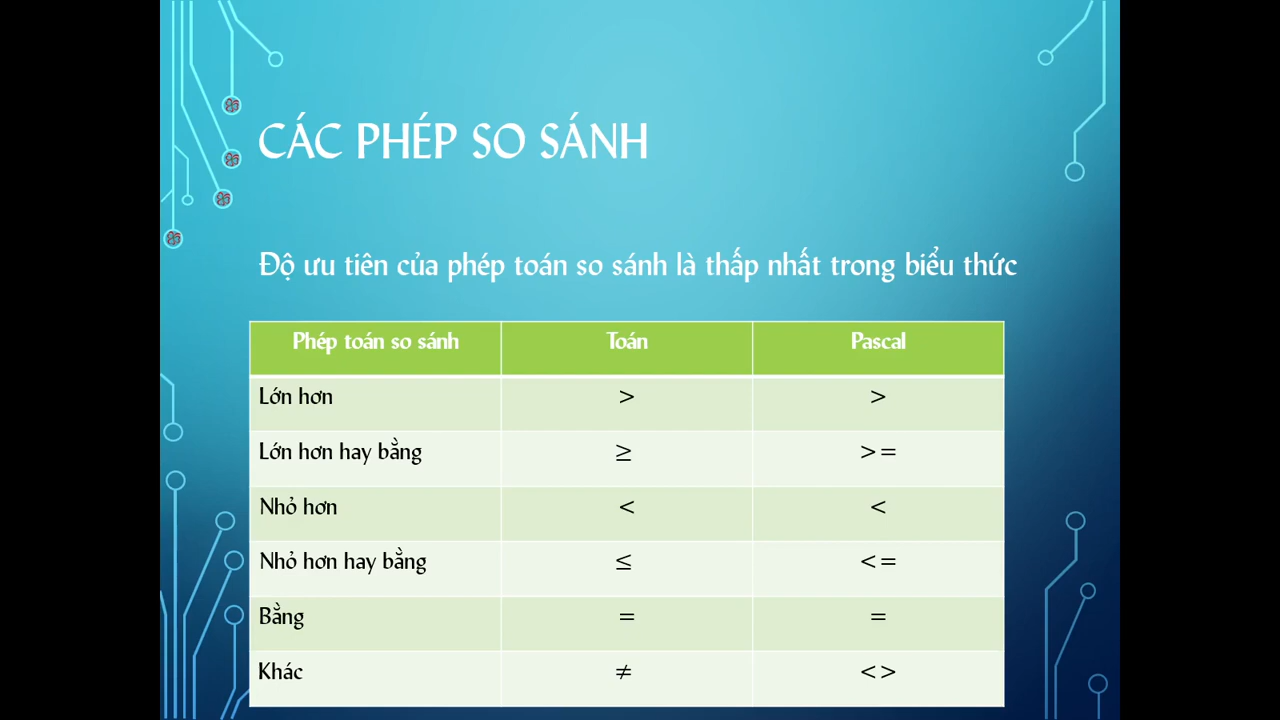 CÁC PHÉP SO SÁNH
Độ ưu tiên của phép toán so sánh là thấp nhất trong biểu thức
Phép toán so sánh Toán Pascal
Lớn hơn > >
Lớn hơn hay bằng ≥ >=
Nhỏ hơn < <
Nhỏ hơn hay bằng ≤ <=
Bằng = =
Khác ≠ <>